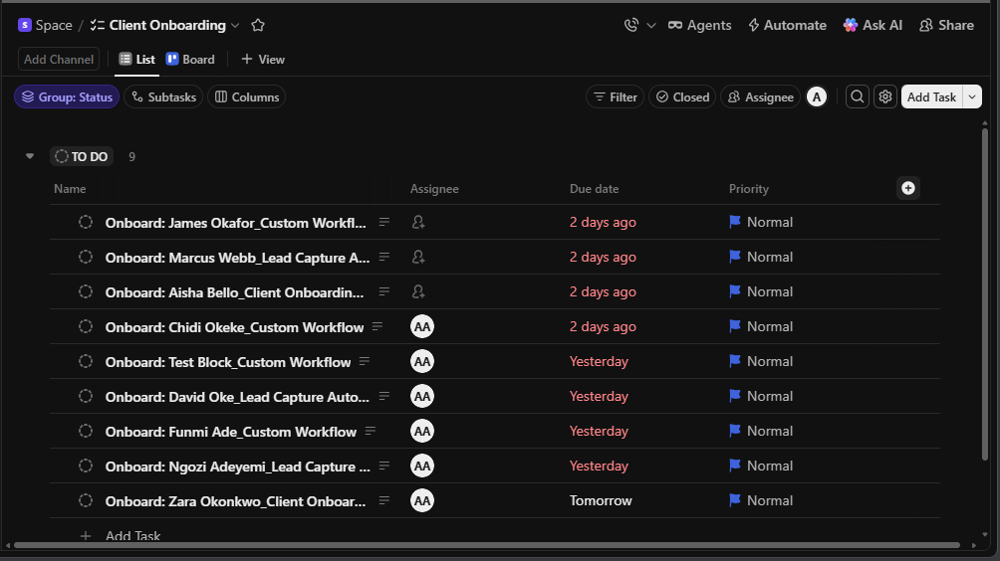 S Space / Client Onboarding
Agents Automate Ask AI Share
Add Channel List Board + View
Group: Status Subtasks Columns Filter Closed Assignee A Add Task
TO DO 9
Name Assignee Due date Priority
Onboard: James Okafor_Custom Workfl... 2 days ago Normal
Onboard: Marcus Webb_Lead Capture A... 2 days ago Normal
Onboard: Aisha Bello_Client Onboardin... 2 days ago Normal
Onboard: Chidi Okeke_Custom Workflow AA 2 days ago Normal
Onboard: Test Block_Custom Workflow AA Yesterday Normal
Onboard: David Oke_Lead Capture Auto... AA Yesterday Normal
Onboard: Funmi Ade_Custom Workflow AA Yesterday Normal
Onboard: Ngozi Adeyemi_Lead Capture ... AA Yesterday Normal
Onboard: Zara Okonkwo_Client Onboar... AA Tomorrow Normal
+ Add Task